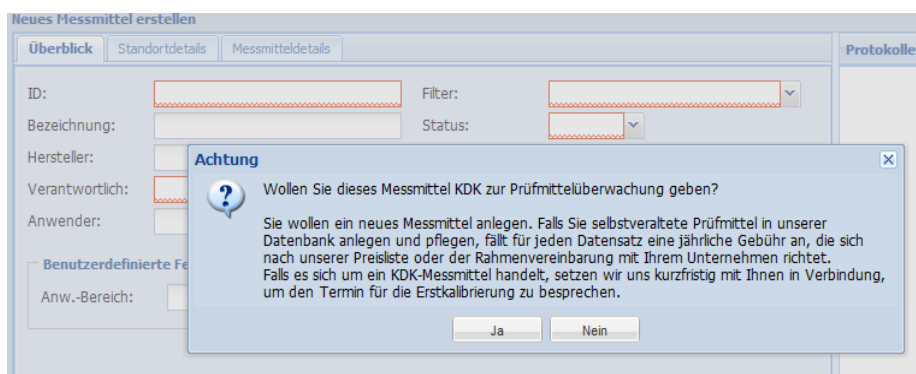 Neues Messmittel erstellen
Überblick Standortdetails Messmitteldetails Protokolle
ID: Filter:
Bezeichnung: Status:
Hersteller:
Verantwortlich:
Anwender:
Benutzerdefinierte Fe
Anw.-Bereich:
Achtung
Wollen Sie dieses Messmittel KDK zur Prüfmittelüberwachung geben?
Sie wollen ein neues Messmittel anlegen. Falls Sie selbstveraltete Prüfmittel in unserer
Datenbank anlegen und pflegen, fällt für jeden Datensatz eine jährliche Gebühr an, die sich
nach unserer Preisliste oder der Rahmenvereinbarung mit Ihrem Unternehmen richtet.
Falls es sich um ein KDK-Messmittel handelt, setzen wir uns kurzfristig mit Ihnen in Verbindung,
um den Termin für die Erstkalibrierung zu besprechen.
Ja Nein